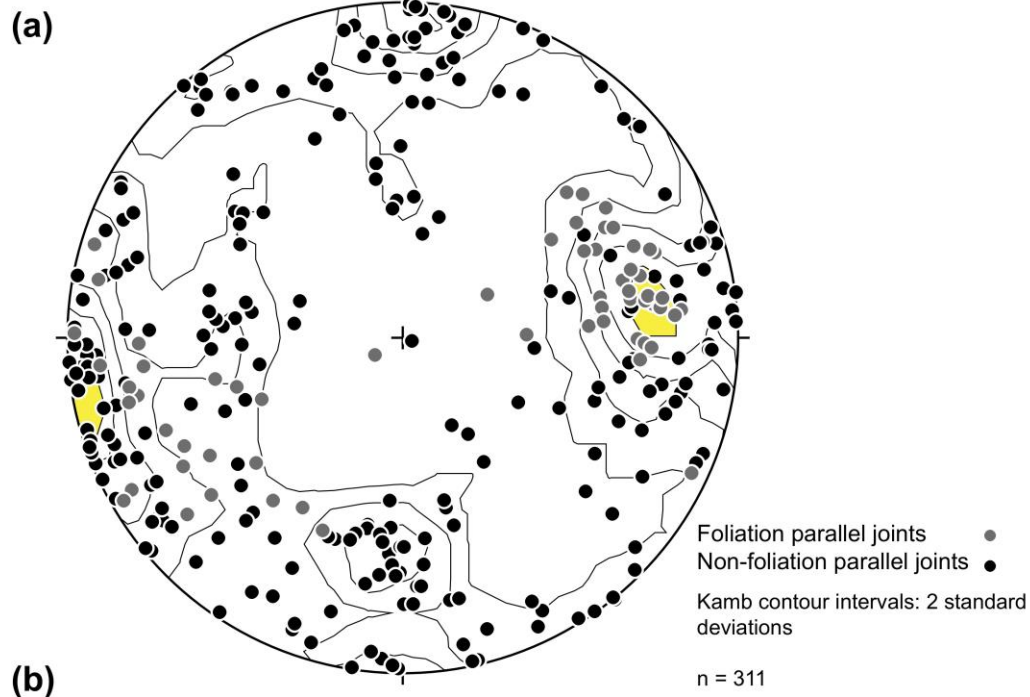 (a)
Foliation parallel joints
Non-foliation parallel joints
Kamb contour intervals: 2 standard
deviations
n = 311
(b)